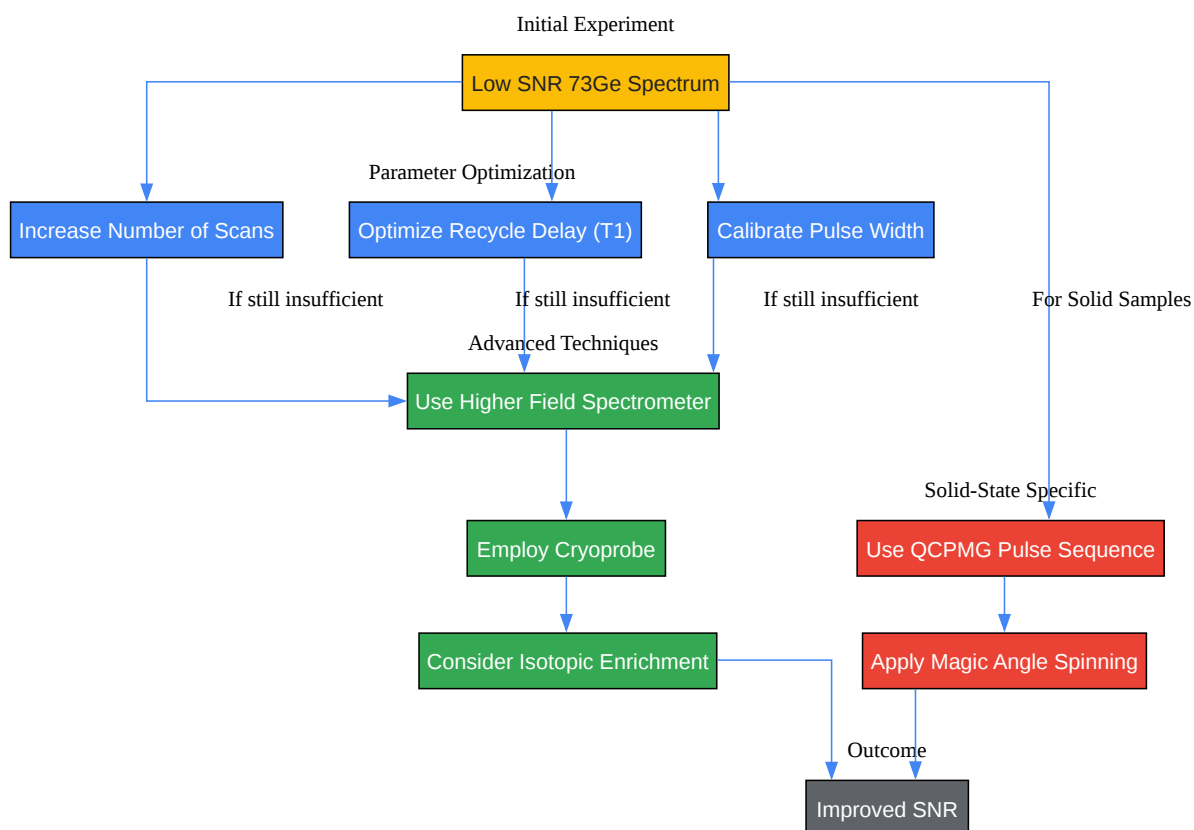 Initial Experiment
Low SNR 73Ge Spectrum
Parameter Optimization
Increase Number of Scans
Optimize Recycle Delay (T1)
Calibrate Pulse Width
If still insufficient
If still insufficient
If still insufficient
For Solid Samples
Advanced Techniques
Use Higher Field Spectrometer
Solid-State Specific
Employ Cryoprobe
Use QCPMG Pulse Sequence
Consider Isotopic Enrichment
Apply Magic Angle Spinning
Outcome
Improved SNR